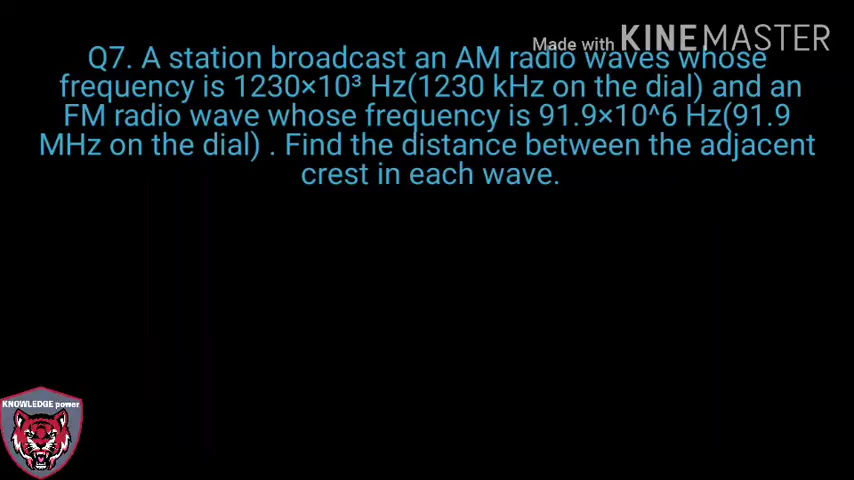 Made with KINEMASTER
Q7. A station broadcast an AM radio waves whose
frequency is 1230×10³ Hz(1230 kHz on the dial) and an
FM radio wave whose frequency is 91.9×10^6 Hz(91.9
MHz on the dial) . Find the distance between the adjacent
crest in each wave.
KNOWLEDGE power